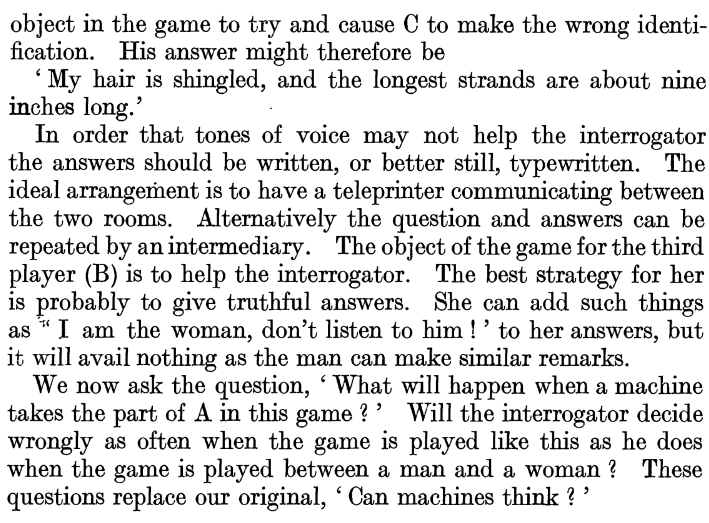 object in the game to try and cause C to make the wrong identi-
fication. His answer might therefore be
‘ My hair is shingled, and the longest strands are about nine
inches long.’
In order that tones of voice may not help the interrogator
the answers should be written, or better still, typewritten. The
ideal arrangement is to have a teleprinter communicating between
the two rooms. Alternatively the question and answers can be
repeated by an intermediary. The object of the game for the third
player (B) is to help the interrogator. The best strategy for her
is probably to give truthful answers. She can add such things
as “ I am the woman, don’t listen to him ! ’ to her answers, but
it will avail nothing as the man can make similar remarks.
We now ask the question, ‘ What will happen when a machine
takes the part of A in this game ? ’ Will the interrogator decide
wrongly as often when the game is played like this as he does
when the game is played between a man and a woman ? These
questions replace our original, ‘ Can machines think ? ’